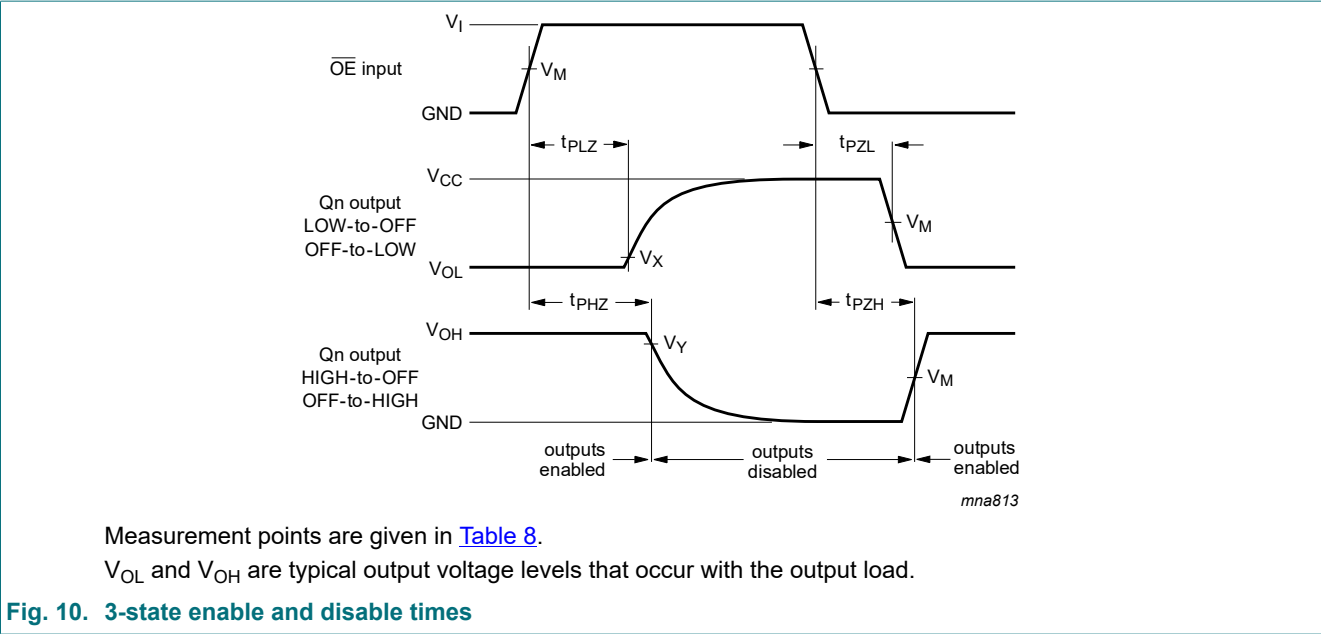 VI
OE input
VM
GND
tPLZ
tPZL
VCC
Qn output
LOW-to-OFF
OFF-to-LOW
VM
VX
VOL
tPHZ
tPZH
VOH
VY
Qn output
HIGH-to-OFF
OFF-to-HIGH
VM
GND
outputs
enabled
outputs
disabled
outputs
enabled
mna813
Measurement points are given in Table 8.
VOL and VOH are typical output voltage levels that occur with the output load.
Fig. 10. 3-state enable and disable times